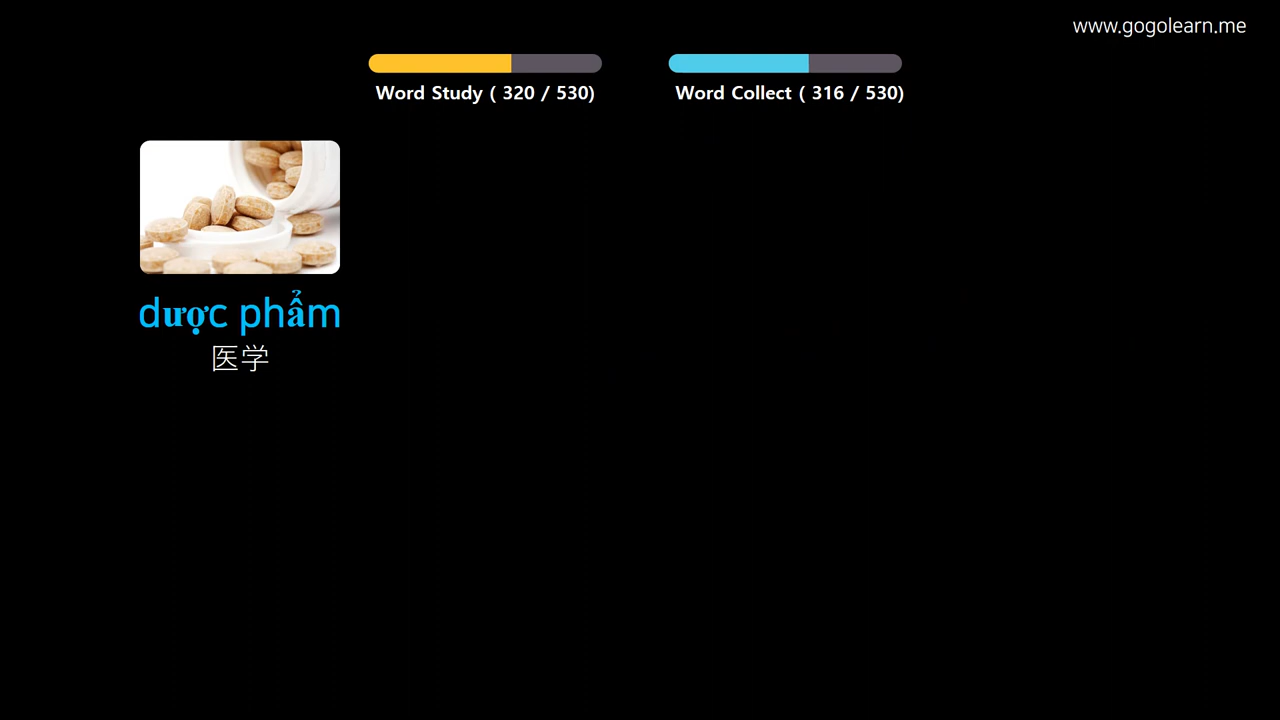 www.gogolearn.me
Word Study ( 320 / 530)
Word Collect ( 316 / 530)
dược phẩm
医学